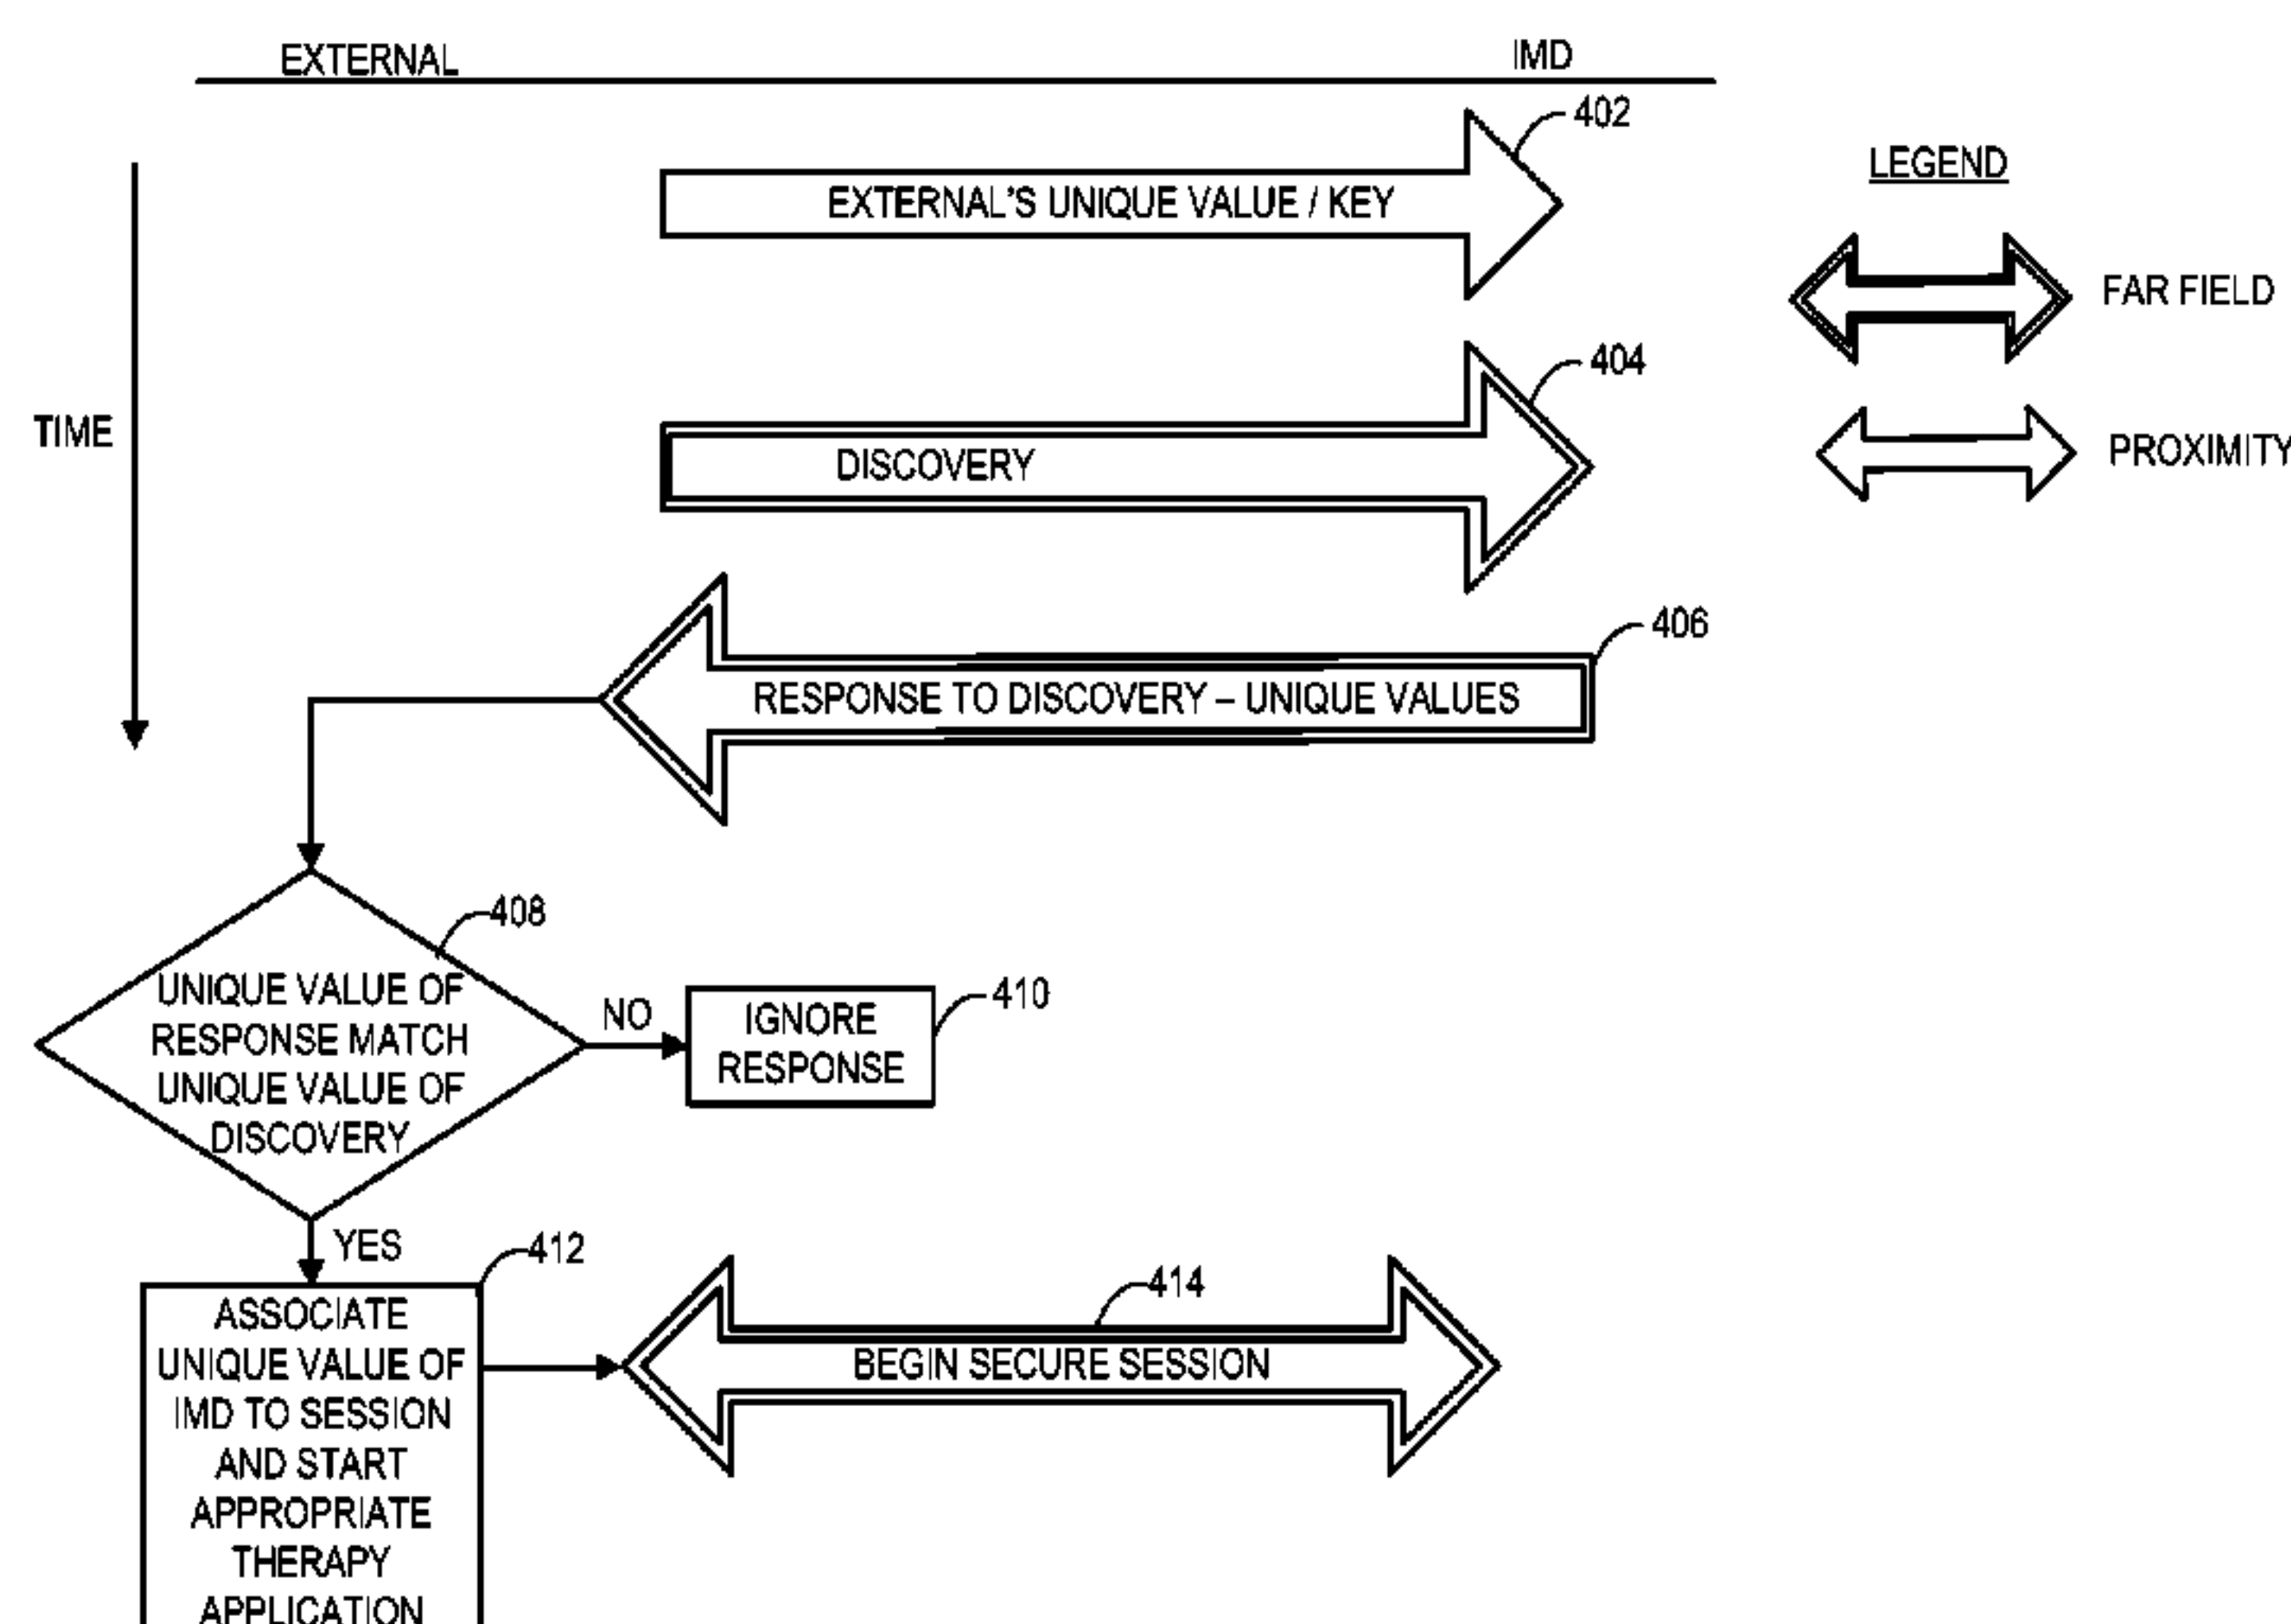 EXTERNAL
IMD
402
EXTERNAL'S UNIQUE VALUE / KEY
LEGEND
FAR FIELD
404
TIME
DISCOVERY
PROXIMITY
406
RESPONSE TO DISCOVERY – UNIQUE VALUES
408
UNIQUE VALUE OF
RESPONSE MATCH
UNIQUE VALUE OF
DISCOVERY
NO
IGNORE
RESPONSE
410
YES
412
ASSOCIATE
UNIQUE VALUE OF
IMD TO SESSION
AND START
APPROPRIATE
THERAPY
APPLICATION
414
BEGIN SECURE SESSION